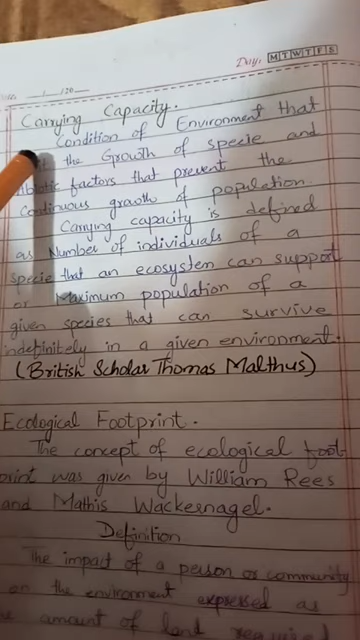 Day, M T W T F S
Carrying Capacity.
Condition of Environment that
the Growth of specie and
Abiotic factors that prevent the
Continuous growth of population.
Carrying capacity is defined
as Number of individuals of a
specie that an ecosystem can support
or Maximum population of a
given species that can survive
indefinitely in a given environment.
(British Scholar Thomas Malthus)
Ecological Footprint.
The concept of ecological foot
print was given by William Rees
and Mathis Wackernagel.
Definition
The impact of a person or community
on the environment expressed as
amount of land required